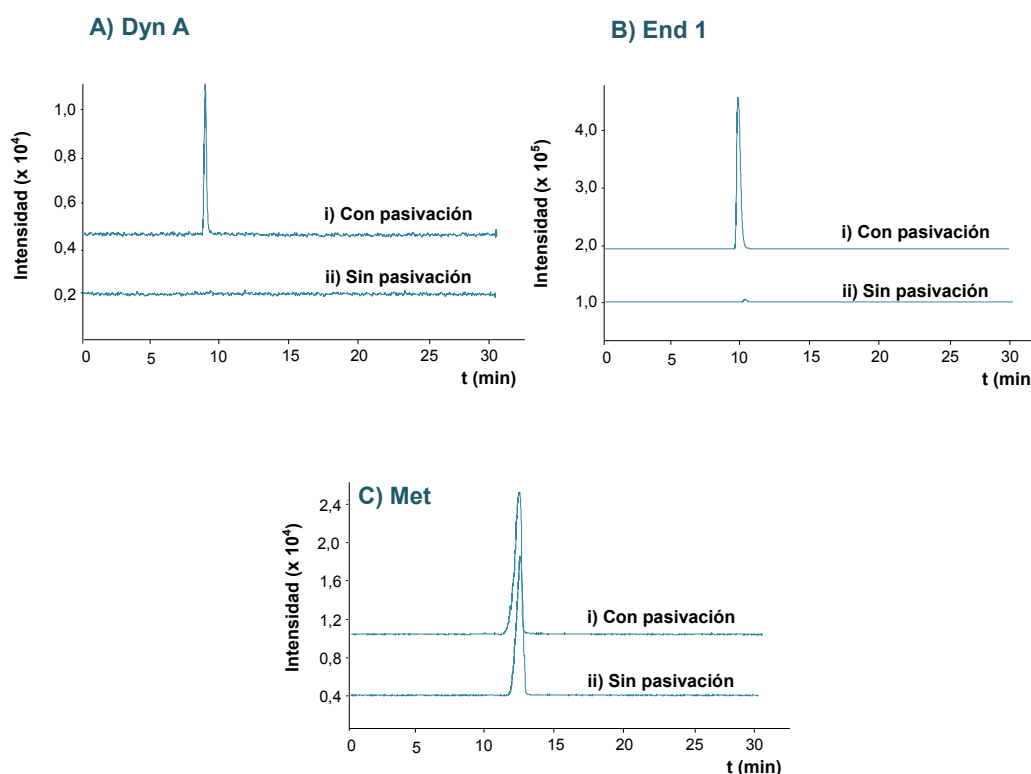 A) Dyn A
Intensidad (x 10⁴)
1,0
0,8
0,6
0,4
0,2
i) Con pasivación
ii) Sin pasivación
0 5 10 15 20 25 30
t (min)
B) End 1
Intensidad (x 10⁵)
4,0
3,0
2,0
1,0
i) Con pasivación
ii) Sin pasivación
0 5 10 15 20 25 30
t (min
C) Met
Intensidad (x 10⁴)
2,4
2,0
1,6
1,2
0,8
0,4
i) Con pasivación
ii) Sin pasivación
0 5 10 15 20 25 30
t (min)